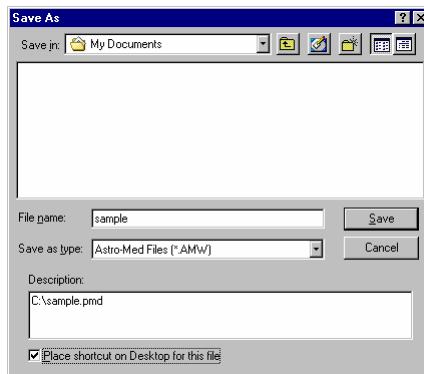 Save As
Save in: My Documents
File name: sample Save
Save as type: Astro-Med Files (*.AMW) Cancel
Description:
C:\sample.pmd
Place shortcut on Desktop for this file